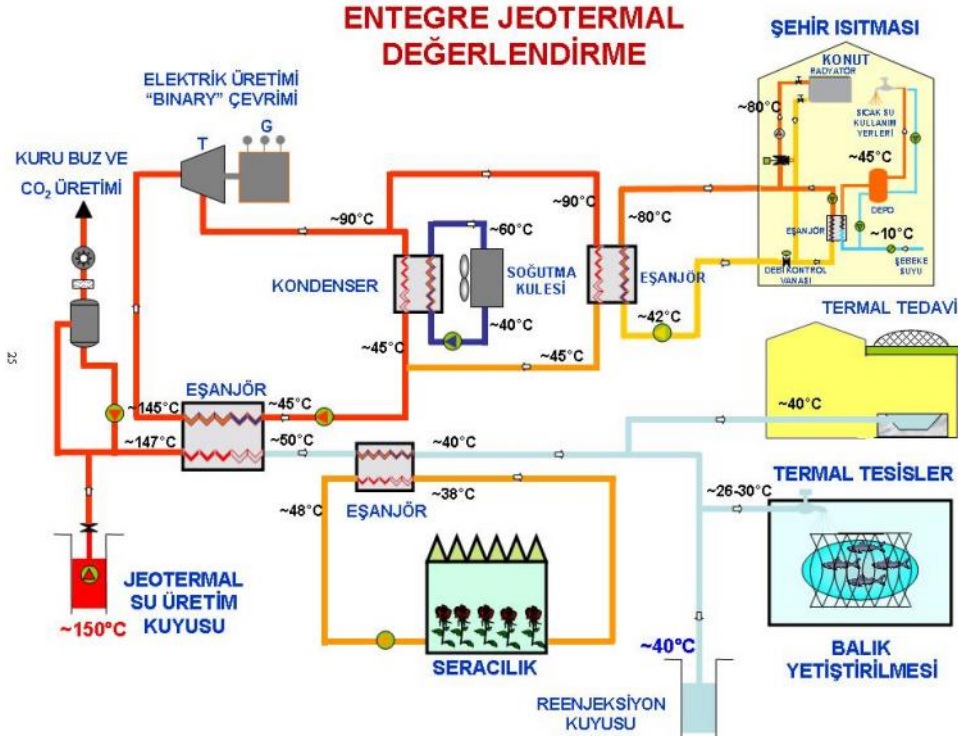 ENTEGRE JEOTERMAL
DEĞERLENDİRME
ŞEHİR ISITMASI
KONUT
RADYATÖR
~80°C
SICAK SU
KULLANIM
YERLERİ
~45°C
DEPO
EŞANJÖR
~10°C
DEBİ KONTROL
VANASI
ŞEBEKE
SUYU
ELEKTRİK ÜRETİMİ
"BINARY" ÇEVRİMİ
T
G
KURU BUZ VE
CO₂ ÜRETİMİ
~90°C
~60°C
~90°C
~80°C
KONDENSER
SOĞUTMA
KULESİ
EŞANJÖR
~40°C
~42°C
~45°C
~45°C
TERMAL TEDAVİ
25
EŞANJÖR
~145°C
~45°C
~147°C
~50°C
~40°C
~40°C
~48°C
~38°C
EŞANJÖR
TERMAL TESİSLER
~26-30°C
JEOTERMAL
SU ÜRETİM
KUYUSU
~150°C
SERACILIK
~40°C
REENJEKSİYON
KUYUSU
BALIK
YETİŞTİRİLMESİ